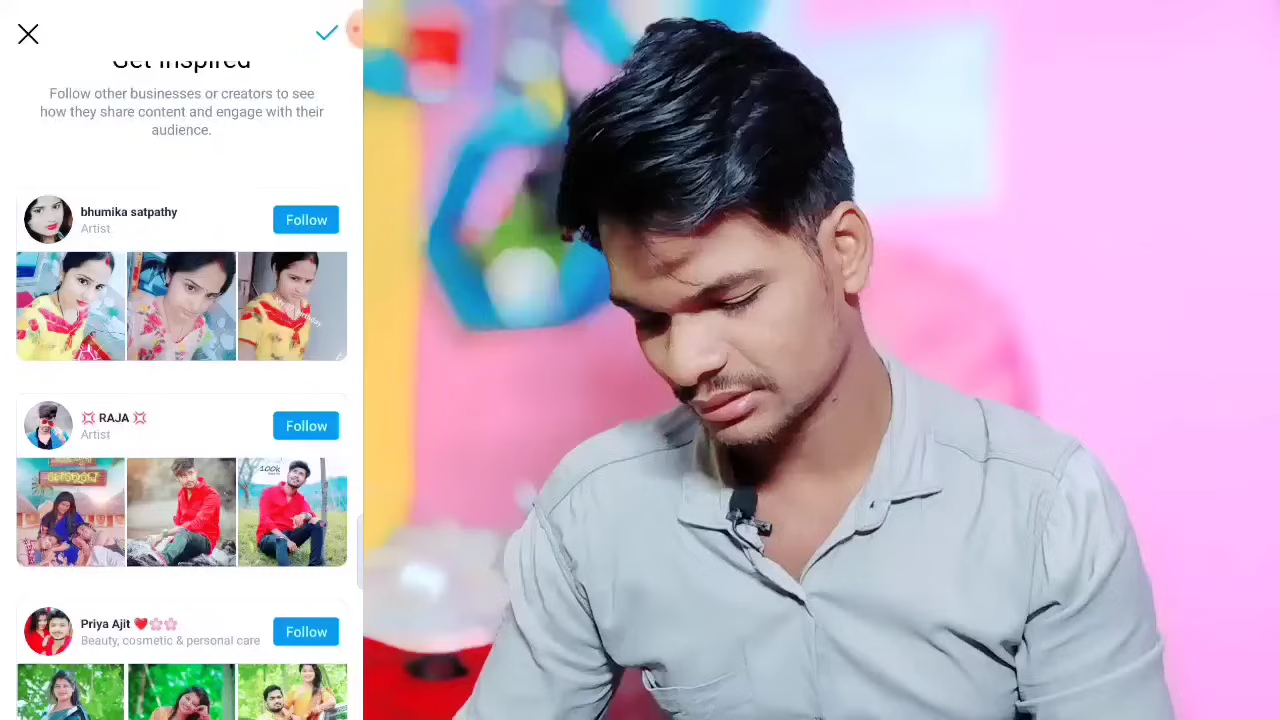 Get Inspired
Follow other businesses or creators to see
how they share content and engage with their
audience.
bhumika satpathy
Artist
Follow
💢 RAJA 💢
Artist
Follow
100k
Priya Ajit ❤️🌸🌸
Beauty, cosmetic & personal care
Follow